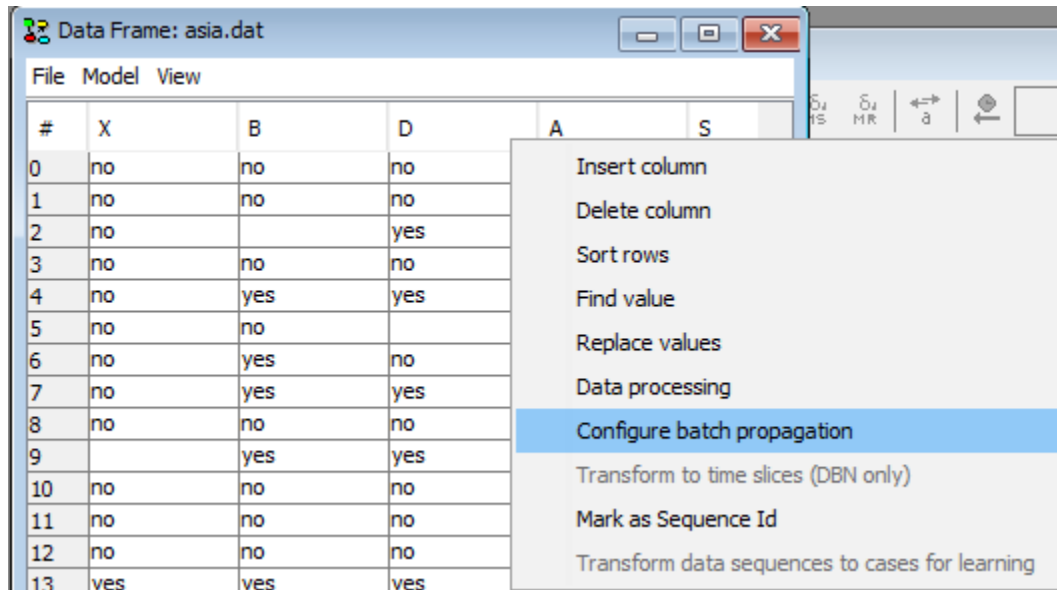 Data Frame: asia.dat
File Model View
# X B D A S
δ₄ MS δ₄ MR a
0 no no no
Insert column
1 no no no
Delete column
2 no yes
Sort rows
3 no no no
4 no yes yes
Find value
5 no no
Replace values
6 no yes no
7 no yes yes
Data processing
8 no no no
Configure batch propagation
9 yes yes
Transform to time slices (DBN only)
10 no no no
11 no no no
Mark as Sequence Id
12 no no no
Transform data sequences to cases for learning
13 yes yes yes